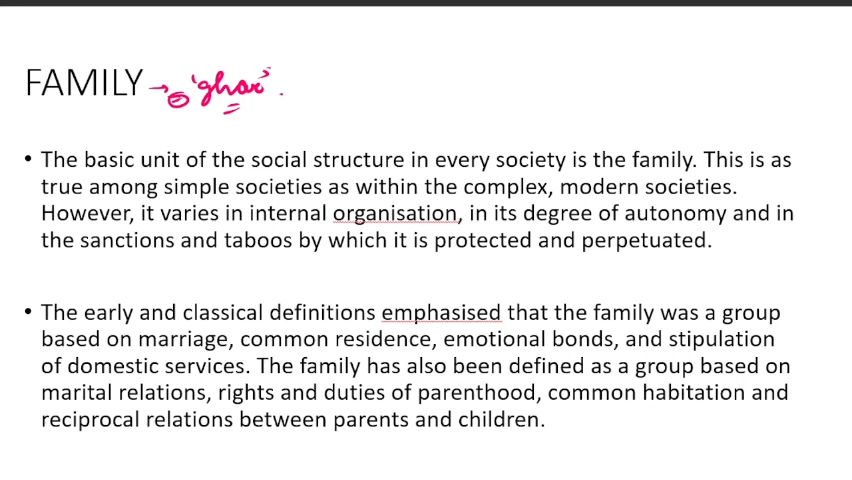 FAMILY → 'ghar'.
• The basic unit of the social structure in every society is the family. This is as
true among simple societies as within the complex, modern societies.
However, it varies in internal organisation, in its degree of autonomy and in
the sanctions and taboos by which it is protected and perpetuated.
• The early and classical definitions emphasised that the family was a group
based on marriage, common residence, emotional bonds, and stipulation
of domestic services. The family has also been defined as a group based on
marital relations, rights and duties of parenthood, common habitation and
reciprocal relations between parents and children.